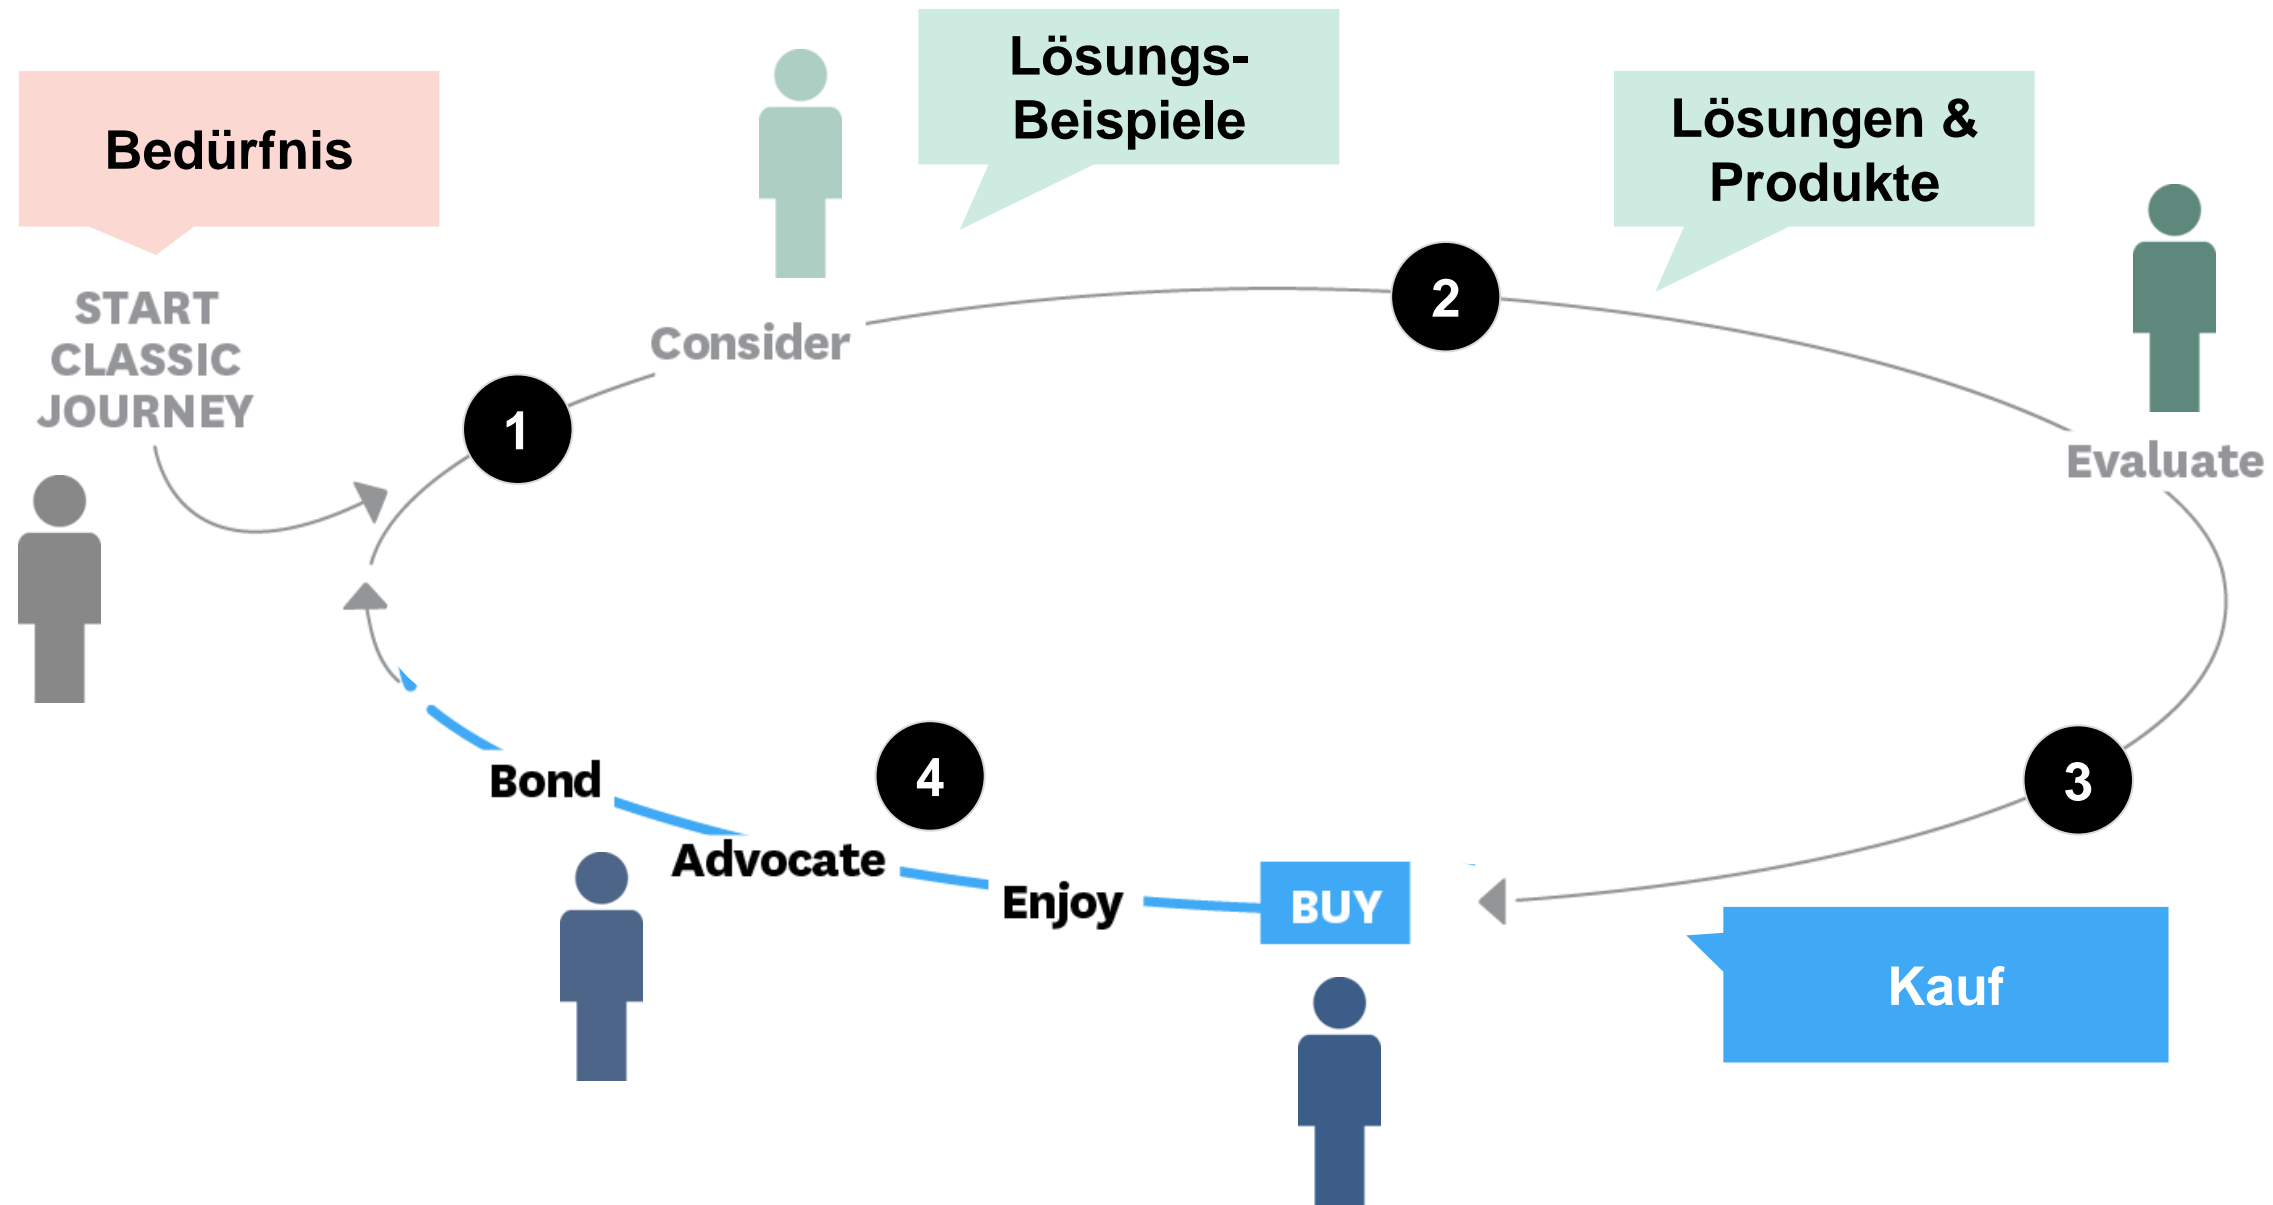 Bedürfnis
START
CLASSIC
JOURNEY
1
Consider
Lösungs-
Beispiele
2
Lösungen &
Produkte
Evaluate
3
Kauf
BUY
Enjoy
4
Advocate
Bond